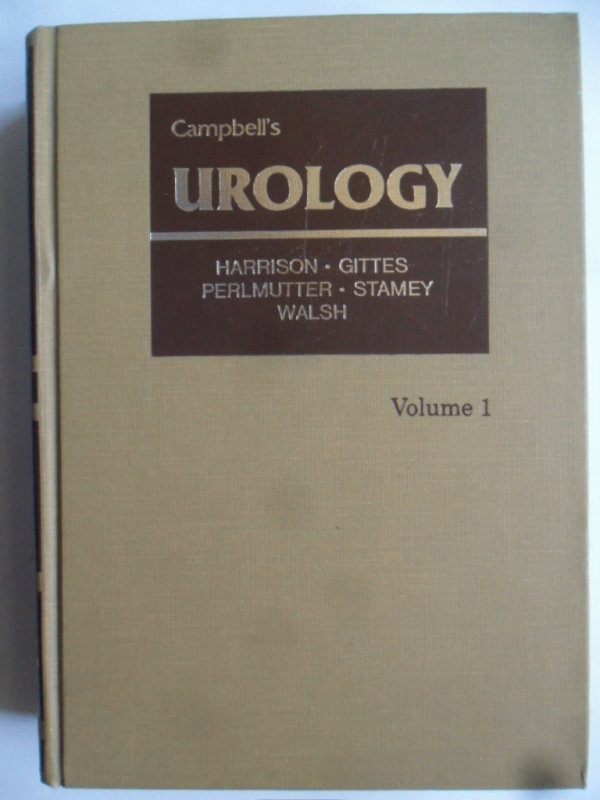 Campbell's
UROLOGY
HARRISON • GITTES
PERLMUTTER • STAMEY
WALSH
Volume 1